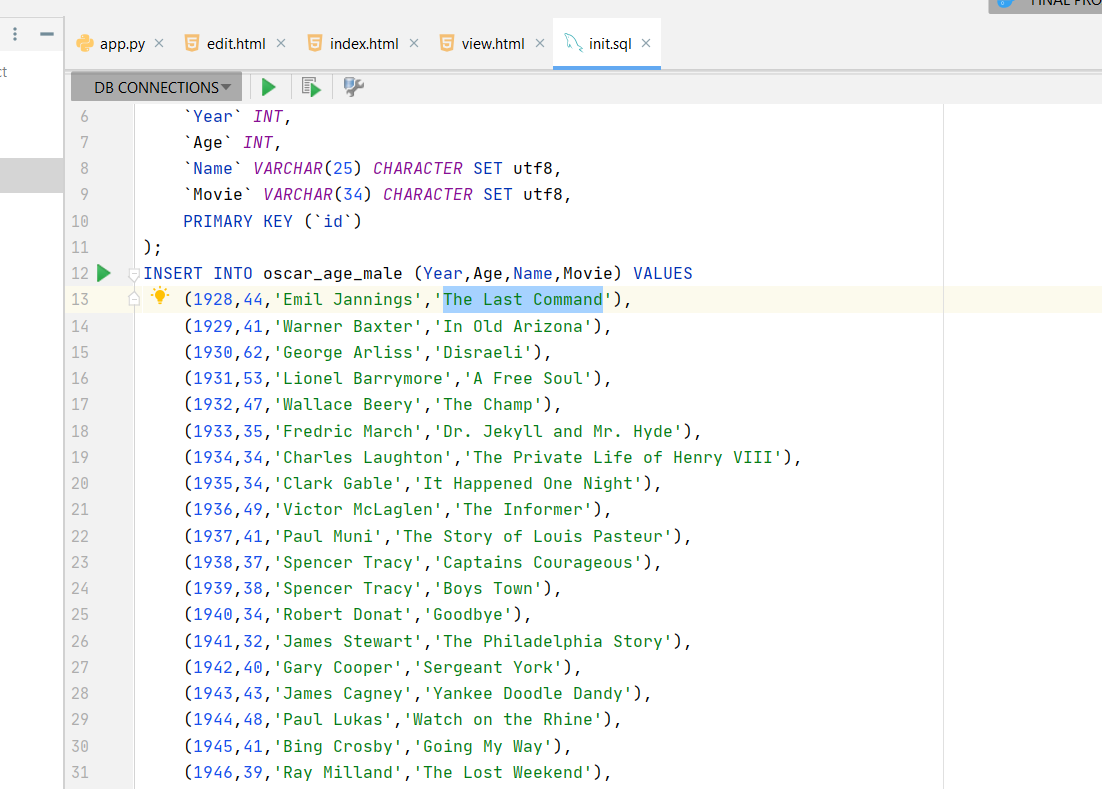 FINAL PRO
app.py edit.html index.html view.html init.sql
DB CONNECTIONS
6 `Year` INT,
7 `Age` INT,
8 `Name` VARCHAR(25) CHARACTER SET utf8,
9 `Movie` VARCHAR(34) CHARACTER SET utf8,
10 PRIMARY KEY (`id`)
11 );
12 INSERT INTO oscar_age_male (Year,Age,Name,Movie) VALUES
13 (1928,44,'Emil Jannings','The Last Command'),
14 (1929,41,'Warner Baxter','In Old Arizona'),
15 (1930,62,'George Arliss','Disraeli'),
16 (1931,53,'Lionel Barrymore','A Free Soul'),
17 (1932,47,'Wallace Beery','The Champ'),
18 (1933,35,'Fredric March','Dr. Jekyll and Mr. Hyde'),
19 (1934,34,'Charles Laughton','The Private Life of Henry VIII'),
20 (1935,34,'Clark Gable','It Happened One Night'),
21 (1936,49,'Victor McLaglen','The Informer'),
22 (1937,41,'Paul Muni','The Story of Louis Pasteur'),
23 (1938,37,'Spencer Tracy','Captains Courageous'),
24 (1939,38,'Spencer Tracy','Boys Town'),
25 (1940,34,'Robert Donat','Goodbye'),
26 (1941,32,'James Stewart','The Philadelphia Story'),
27 (1942,40,'Gary Cooper','Sergeant York'),
28 (1943,43,'James Cagney','Yankee Doodle Dandy'),
29 (1944,48,'Paul Lukas','Watch on the Rhine'),
30 (1945,41,'Bing Crosby','Going My Way'),
31 (1946,39,'Ray Milland','The Lost Weekend'),